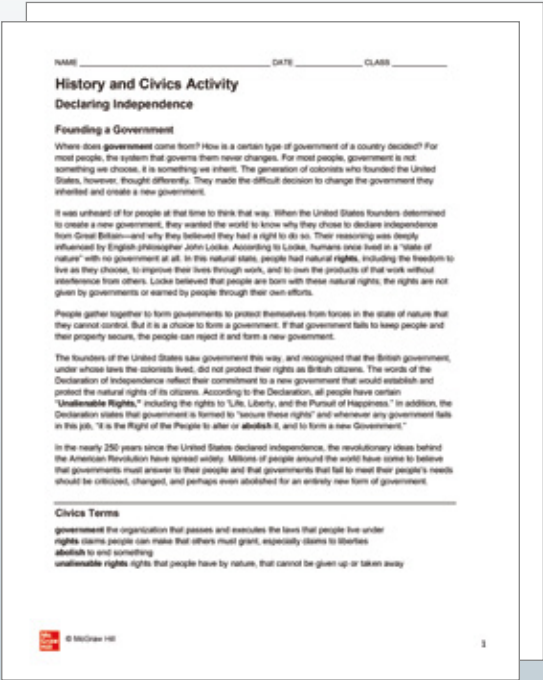 NAME ____________ DATE ____________ CLASS ____________
History and Civics Activity
Declaring Independence
Founding a Government
Where does government come from? How is a certain type of government of a country decided? For
most people, the system that governs them never changes. For most people, government is not
something we choose, it is something we inherit. The generation of colonists who founded the United
States, however, thought differently. They made the difficult decision to change the government they
inherited and create a new government.
It was unheard of for people at that time to think that way. When the United States founders determined
to create a new government, they wanted the world to know why they chose to declare independence
from Great Britain—and why they believed they had a right to do so. Their reasoning was deeply
influenced by English philosopher John Locke. According to Locke, humans once lived in a "state of
nature" with no government at all. In this natural state, people had natural rights, including the freedom to
live as they choose, to improve their lives through work, and to own the products of that work without
interference from others. Locke believed that people are born with these natural rights, the rights are not
given by governments or earned by people through their own efforts.
People gather together to form governments to protect themselves from forces in the state of nature that
they cannot control. But it is a choice to form a government. If that government fails to keep people and
their property secure, the people can reject it and form a new government.
The founders of the United States saw government this way, and recognized that the British government,
under whose laws the colonists lived, did not protect their rights as British citizens. The words of the
Declaration of Independence reflect their commitment to a new government that would establish and
protect the natural rights of its citizens. According to the Declaration, all people have certain
"Unalienable Rights," including the rights to "Life, Liberty, and the Pursuit of Happiness." In addition, the
Declaration states that government is formed to "secure these rights" and whenever any government fails
in this job, "it is the Right of the People to alter or abolish it, and to form a new Government."
In the nearly 250 years since the United States declared independence, the revolutionary ideas behind
the American Revolution have spread widely. Millions of people around the world have come to believe
that governments must answer to their people and that governments that fail to meet their people's needs
should be criticized, changed, and perhaps even abolished for an entirely new form of government.
Civics Terms
government the organization that passes and executes the laws that people live under
rights claims people can make that others must grant, especially claims to liberties
abolish to end something
unalienable rights rights that people have by nature, that cannot be given up or taken away
Mc
Graw
Hill
© McGraw Hill
1